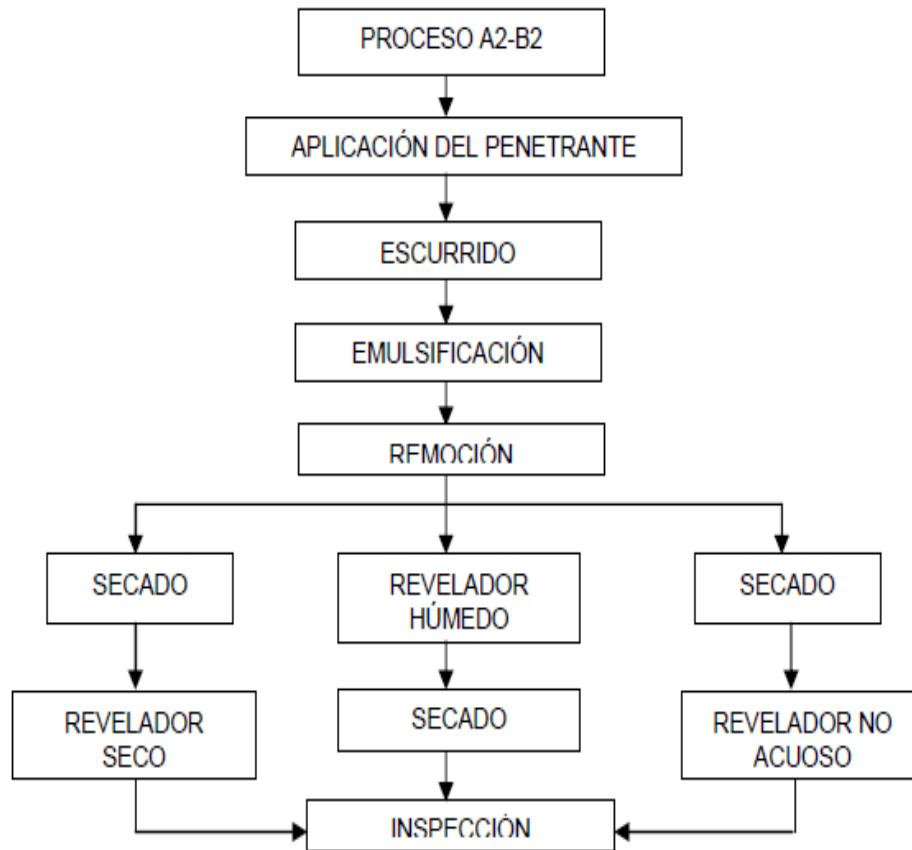 PROCESO A2-B2
APLICACIÓN DEL PENETRANTE
ESCURRIDO
EMULSIFICACIÓN
REMOCIÓN
SECADO
REVELADOR
HÚMEDO
SECADO
REVELADOR
SECO
SECADO
REVELADOR NO
ACUOSO
INSPECCIÓN